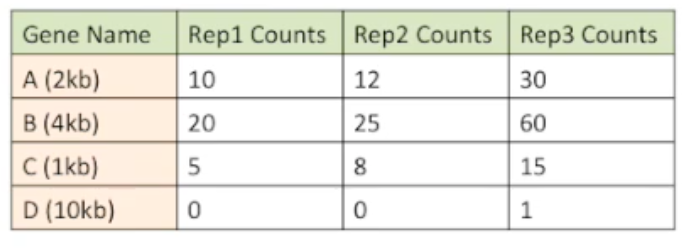 Gene Name Rep1 Counts Rep2 Counts Rep3 Counts
A (2kb) 10 12 30
B (4kb) 20 25 60
C (1kb) 5 8 15
D (10kb) 0 0 1